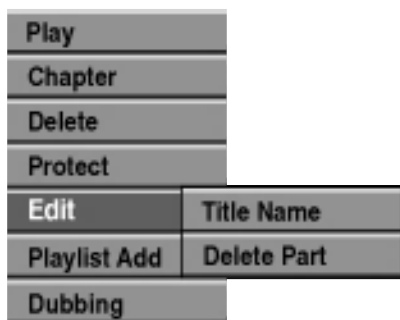 Play
Chapter
Delete
Protect
Edit
Title Name
Playlist Add
Delete Part
Dubbing